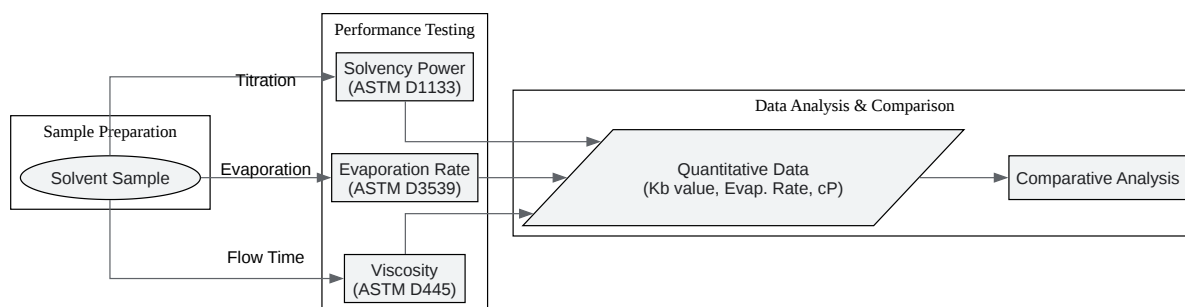 Sample Preparation
Solvent Sample
Titration
Evaporation
Flow Time
Performance Testing
Solvency Power
(ASTM D1133)
Evaporation Rate
(ASTM D3539)
Viscosity
(ASTM D445)
Data Analysis & Comparison
Quantitative Data
(Kb value, Evap. Rate, cP)
Comparative Analysis